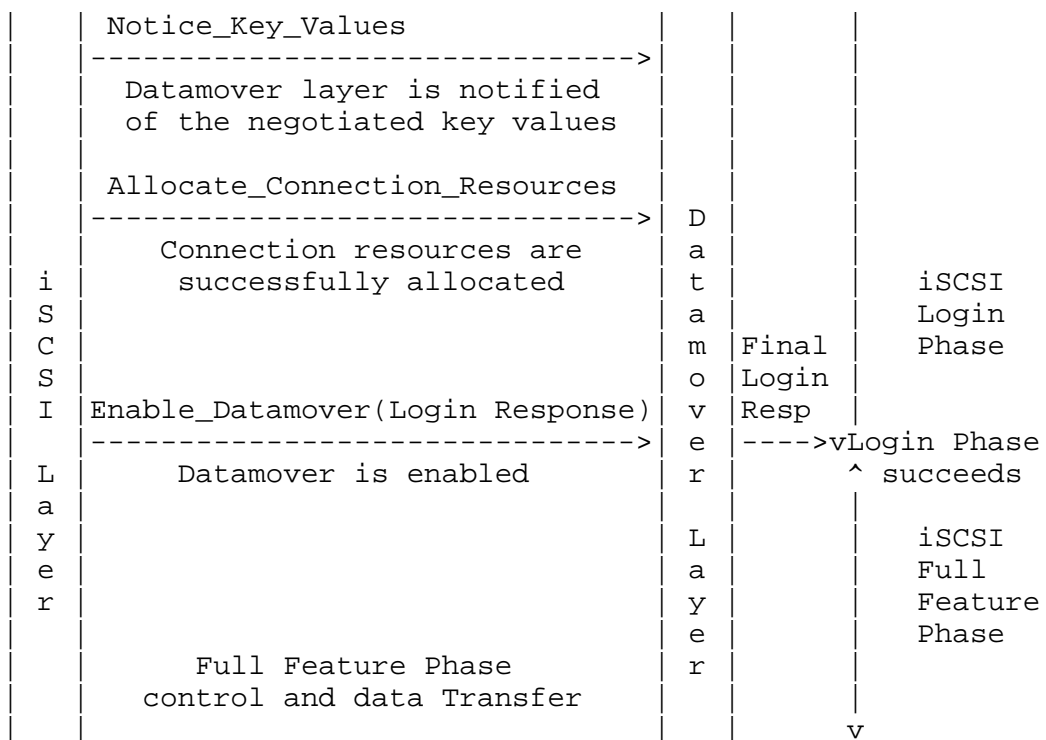 |   | Notice_Key_Values               |   |      |
|   |-------------------------------->|   |      |
|   |  Datamover layer is notified    |   |      |
|   |  of the negotiated key values   |   |      |
|   |                                 |   |      |
|   | Allocate_Connection_Resources   |   |      |
|   |-------------------------------->| D |      |
|   |    Connection resources are     | a |      |
| i |     successfully allocated      | t |      |   iSCSI
| S |                                 | a |      |   Login
| C |                                 | m |Final |   Phase
| S |                                 | o |Login |
| I |Enable_Datamover(Login Response)| v |Resp  |
|   |-------------------------------->| e |---->vLogin Phase
| L |     Datamover is enabled        | r |      ^ succeeds
| a |                                 |   |      |
| y |                                 | L |      |   iSCSI
| e |                                 | a |      |   Full
| r |                                 | y |      |   Feature
|   |                                 | e |      |   Phase
|   |      Full Feature Phase         | r |      |
|   |   control and data Transfer     |   |      |
|   |                                 |   |      v